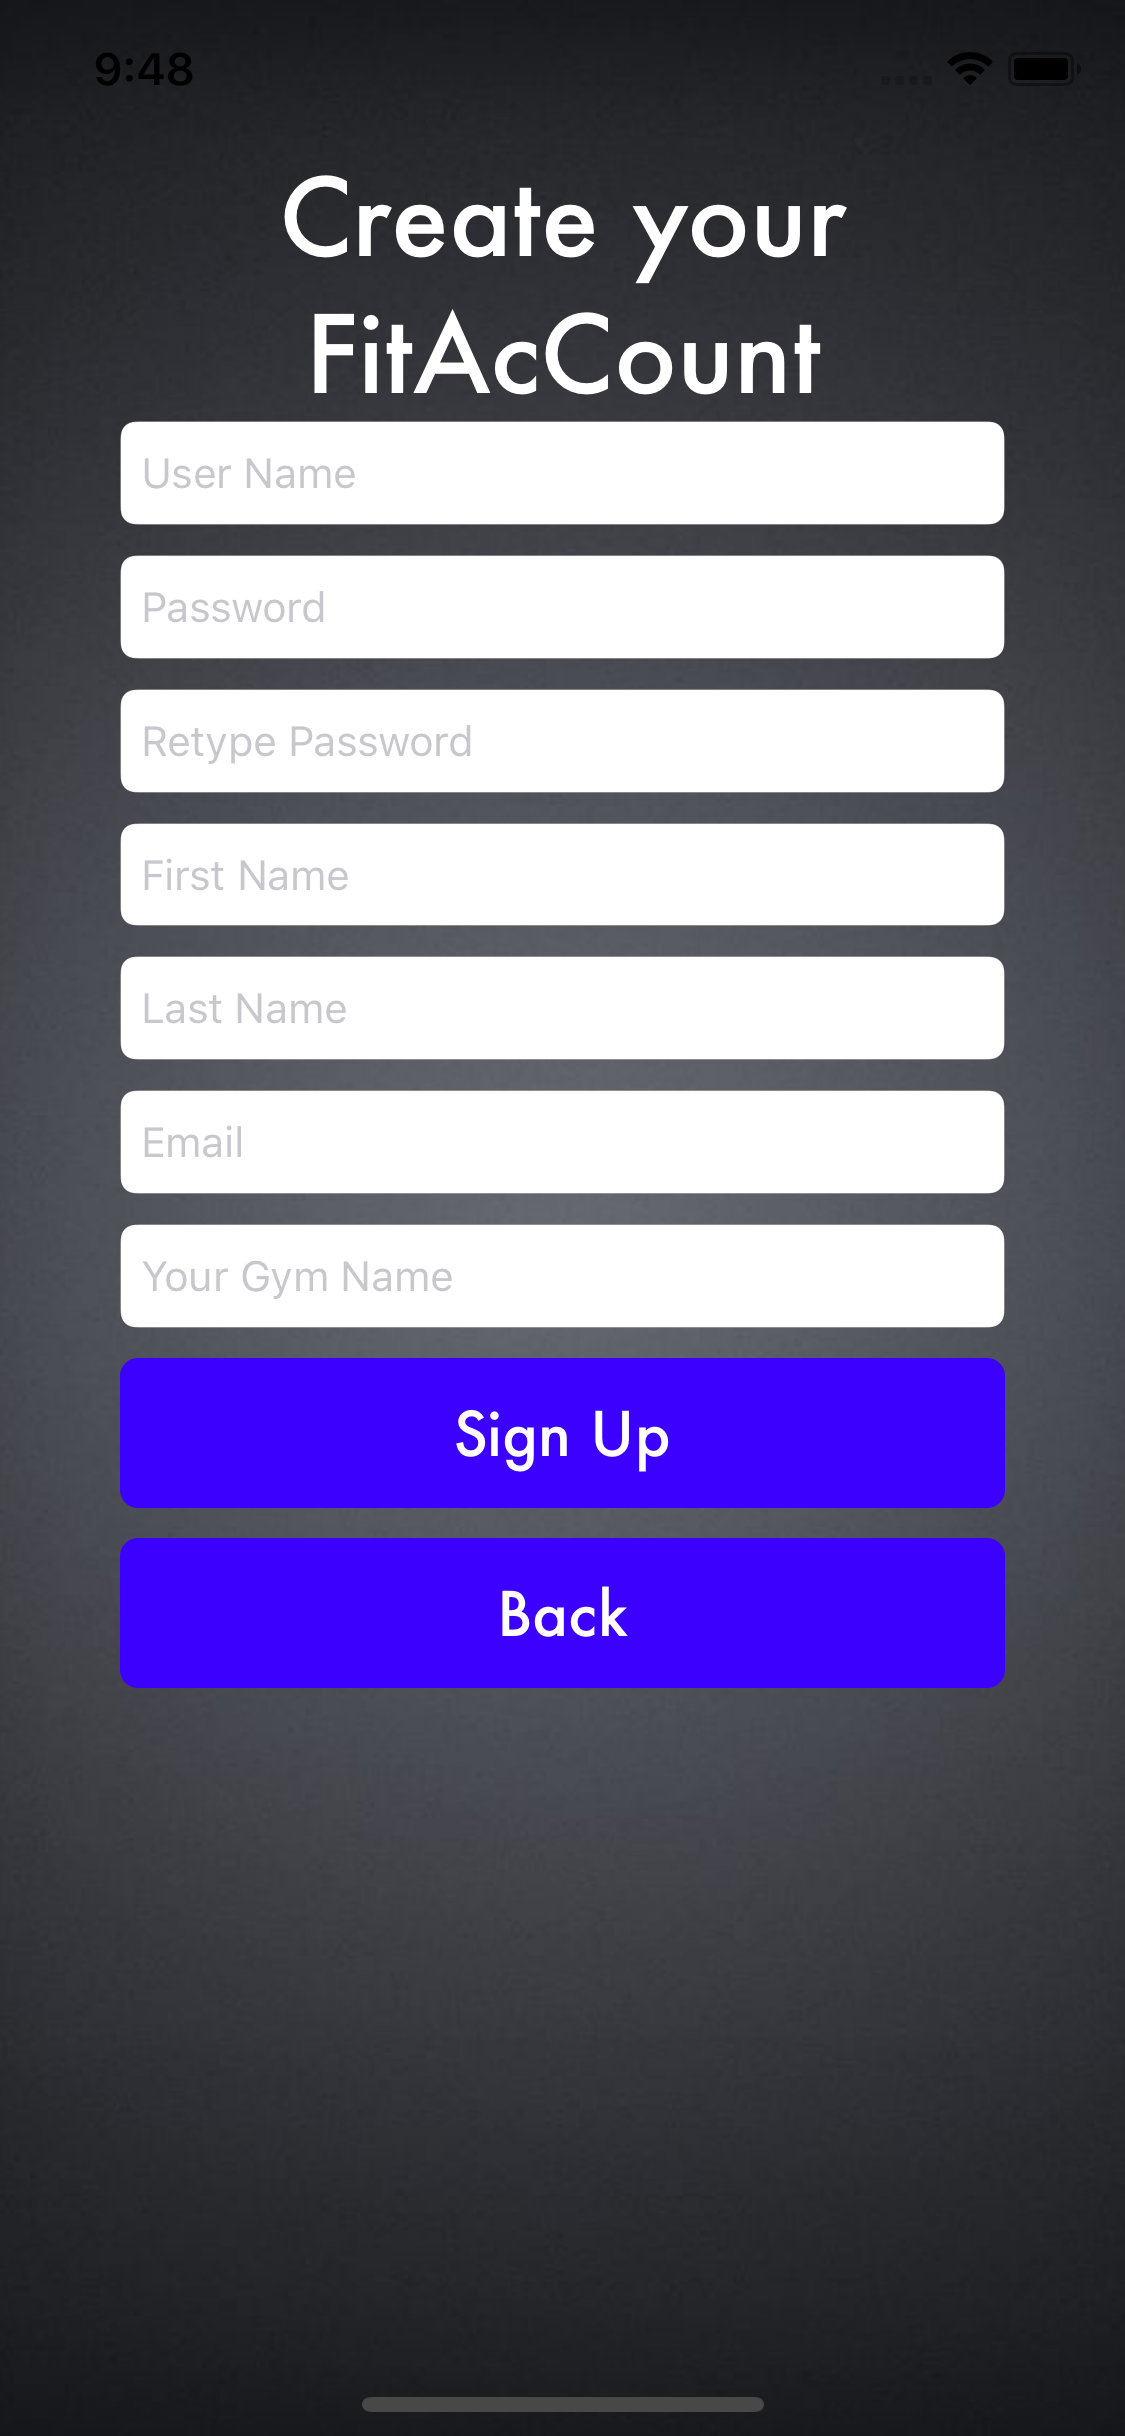 9:48
Create your
FitAcCount
User Name
Password
Retype Password
First Name
Last Name
Email
Your Gym Name
Sign Up
Back